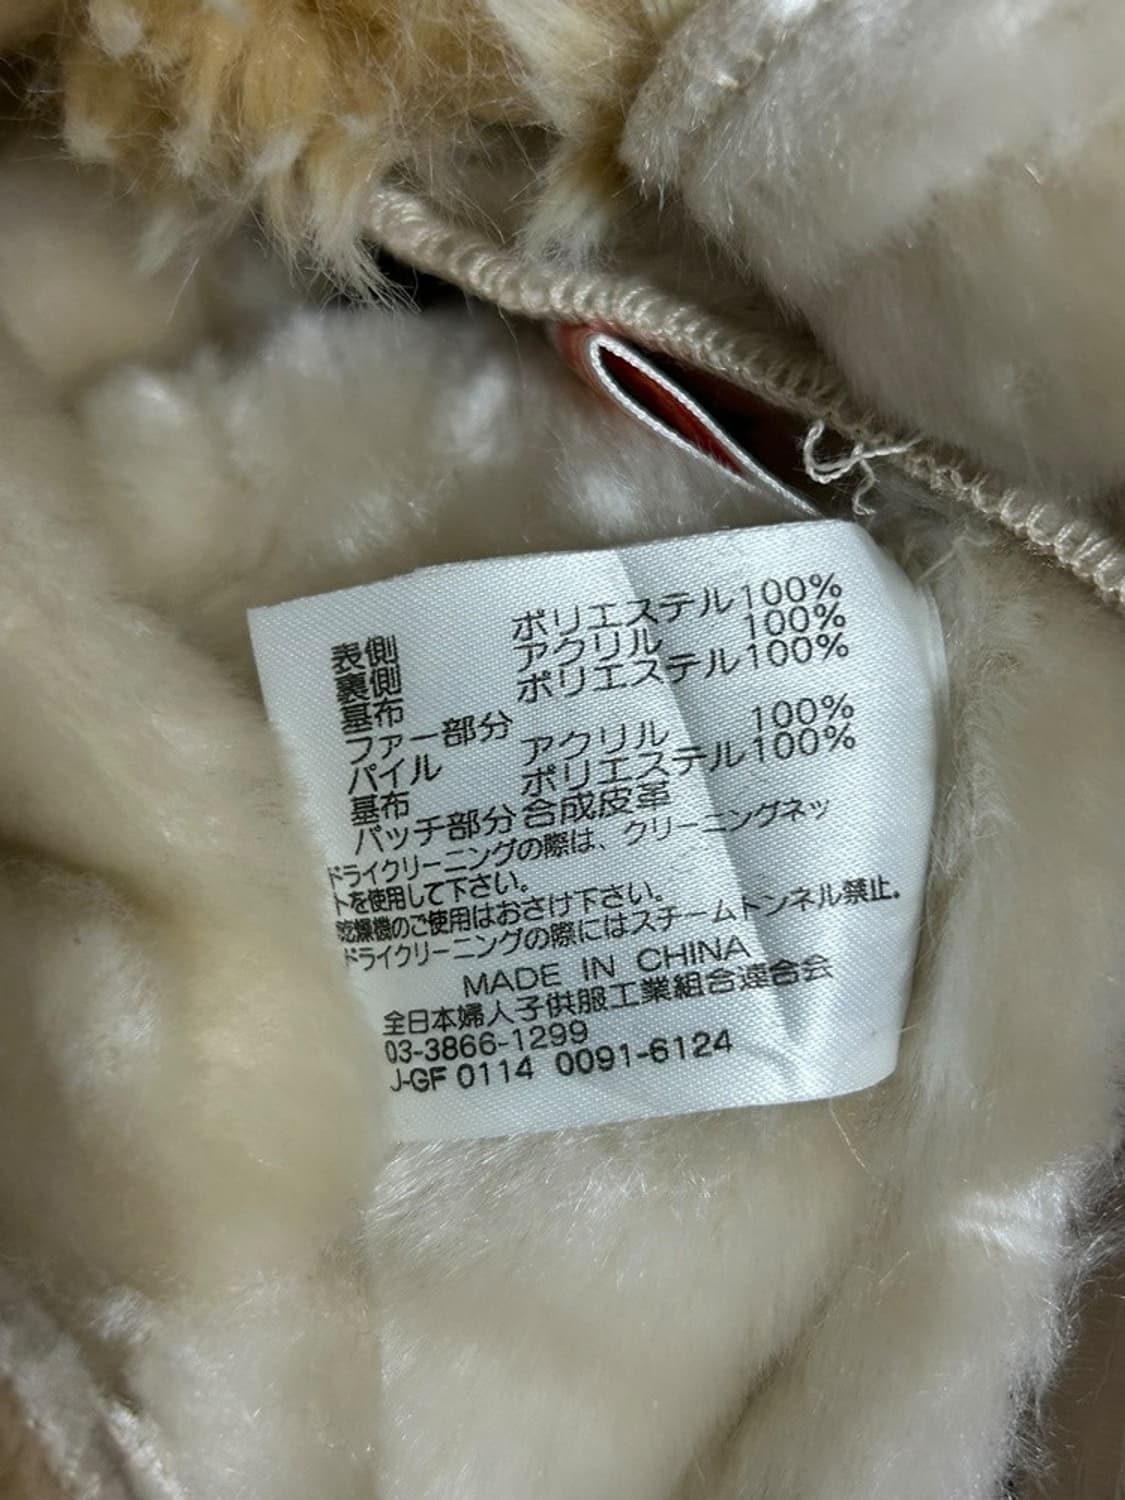 表側 ポリエステル100%
裏側 アクリル 100%
基布 ポリエステル100%
ファー部分
パイル アクリル 100%
基布 ポリエステル100%
パッチ部分 合成皮革
ドライクリーニングの際は、クリーニングネッ
トを使用して下さい。
乾燥機のご使用はおさけ下さい。
ドライクリーニングの際にはスチームトンネル禁止.
MADE IN CHINA
全日本婦人子供服工業組合連合会
03-3866-1299
J-GF 0114 0091-6124